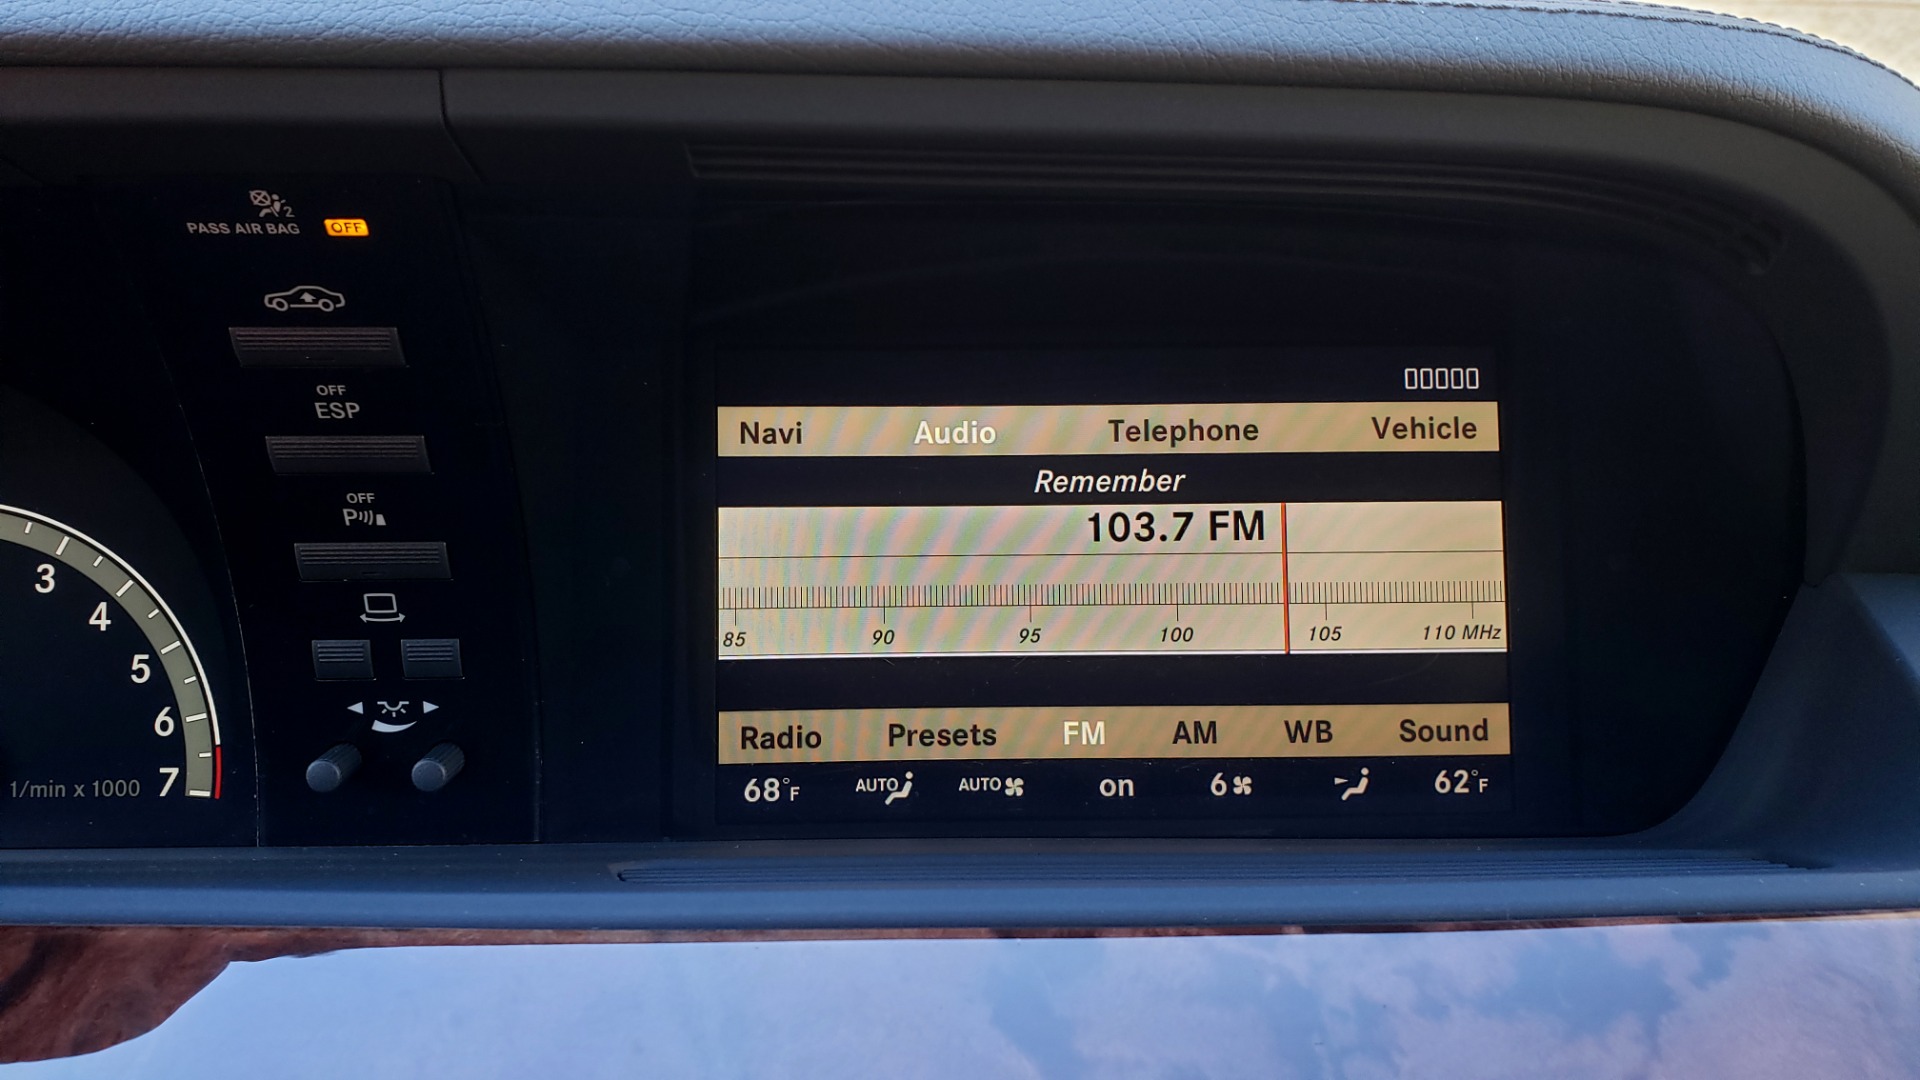 PASS AIR BAG OFF
2
OFF
ESP
OFF
P
3
4
5
6
7
1/min x 1000
Navi Audio Telephone Vehicle
Remember
103.7 FM
85 90 95 100 105 110 MHz
Radio Presets FM AM WB Sound
68°F AUTO AUTO on 6 62°F